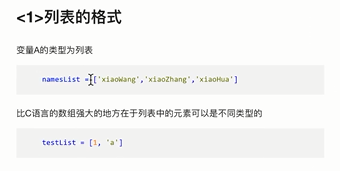 <1>列表的格式
变量A的类型为列表
namesList = ['xiaoWang','xiaoZhang','xiaoHua']
比C语言的数组强大的地方在于列表中的元素可以是不同类型的
testList = [1, 'a']